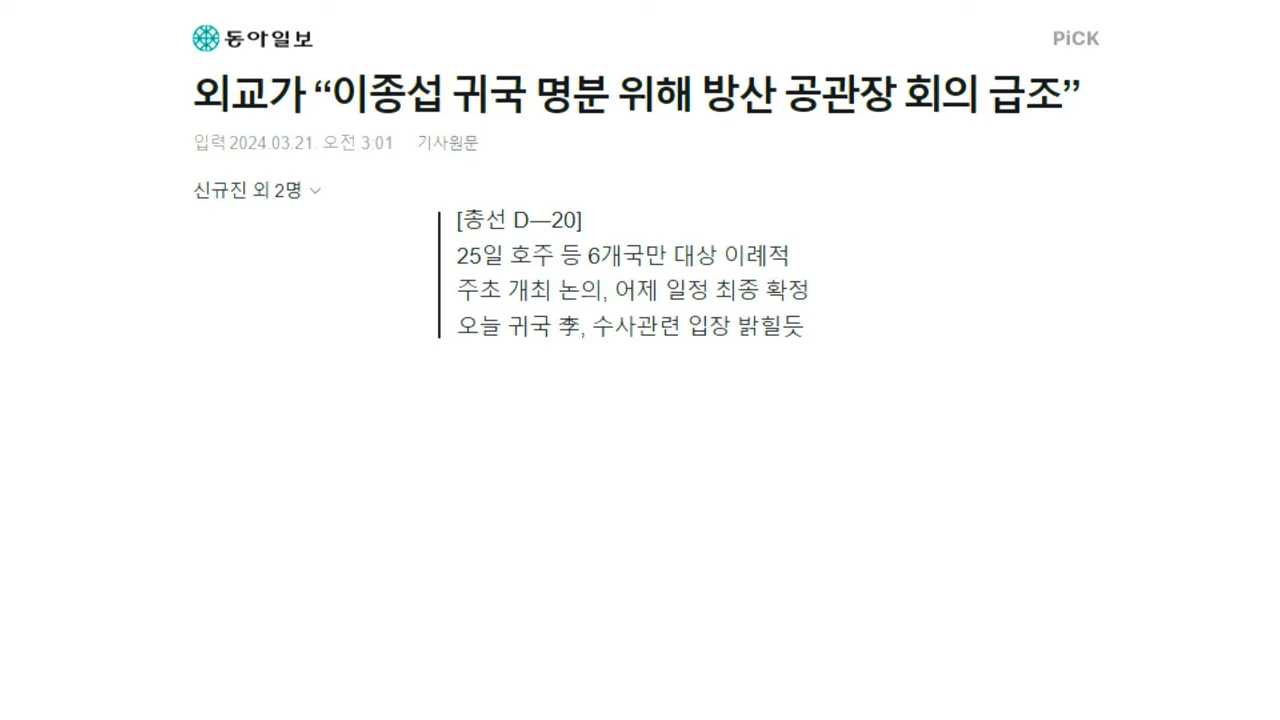 동아일보
PiCK
외교가 “이종섭 귀국 명분 위해 방산 공관장 회의 급조”
입력 2024.03.21. 오전 3:01 기사원문
신규진 외 2명
[총선 D—20]
25일 호주 등 6개국만 대상 이례적
주초 개최 논의, 어제 일정 최종 확정
오늘 귀국 李, 수사관련 입장 밝힐듯